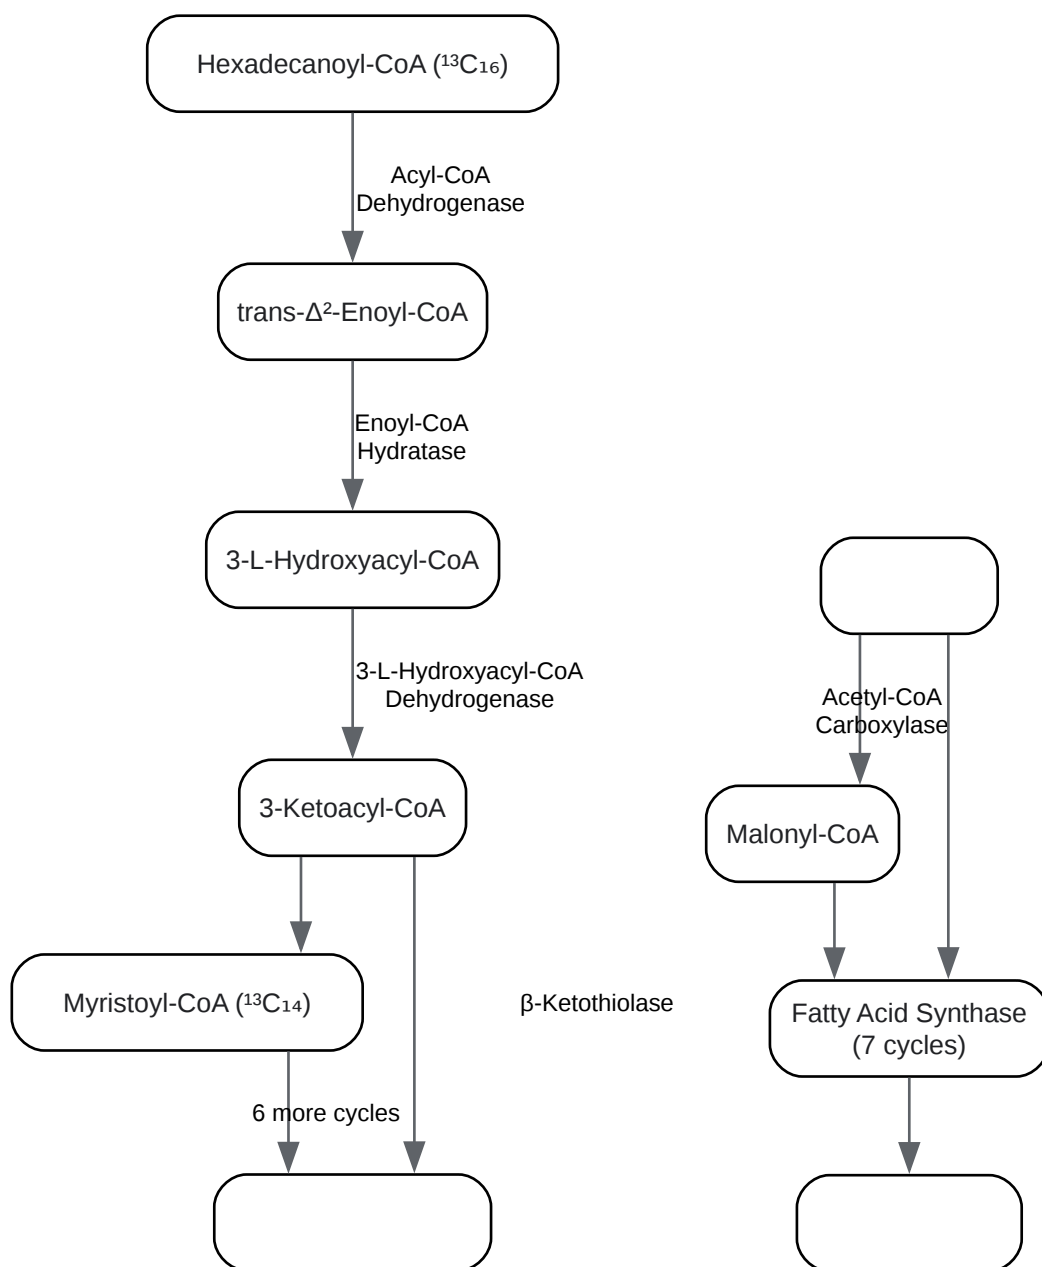 Hexadecanoyl-CoA (¹³C₁₆)
Acyl-CoA
Dehydrogenase
trans-Δ²-Enoyl-CoA
Enoyl-CoA
Hydratase
3-L-Hydroxyacyl-CoA
3-L-Hydroxyacyl-CoA
Dehydrogenase
3-Ketoacyl-CoA
Myristoyl-CoA (¹³C₁₄)
6 more cycles
β-Ketothiolase
Acetyl-CoA
Carboxylase
Malonyl-CoA
Fatty Acid Synthase
(7 cycles)